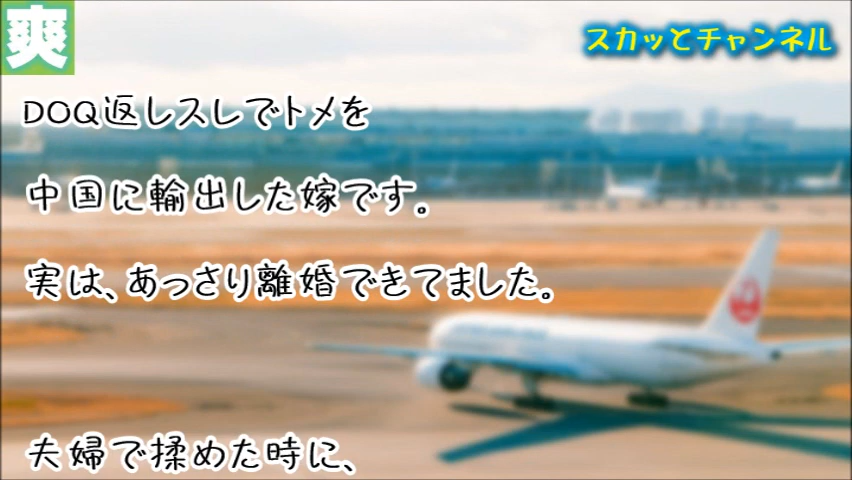 爽
スカッとチャンネル
DOQ返しスレでトメを
中国に輸出した嫁です。
実は、あっさり離婚できてました。
夫婦で揉めた時に、